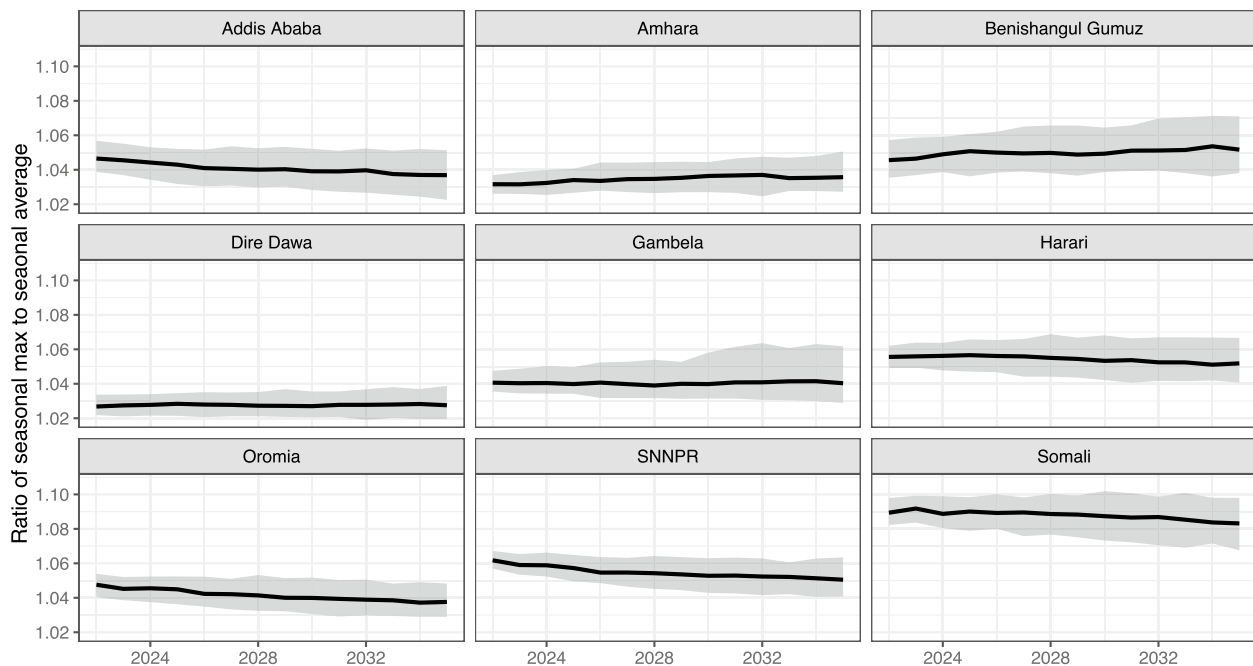 Ratio of seasonal max to seaonal average
Addis Ababa
Amhara
Benishangul Gumuz
1.10
1.08
1.06
1.04
1.02
Dire Dawa
Gambela
Harari
1.10
1.08
1.06
1.04
1.02
Oromia
SNNPR
Somali
1.10
1.08
1.06
1.04
1.02
2024 2028 2032 2024 2028 2032 2024 2028 2032